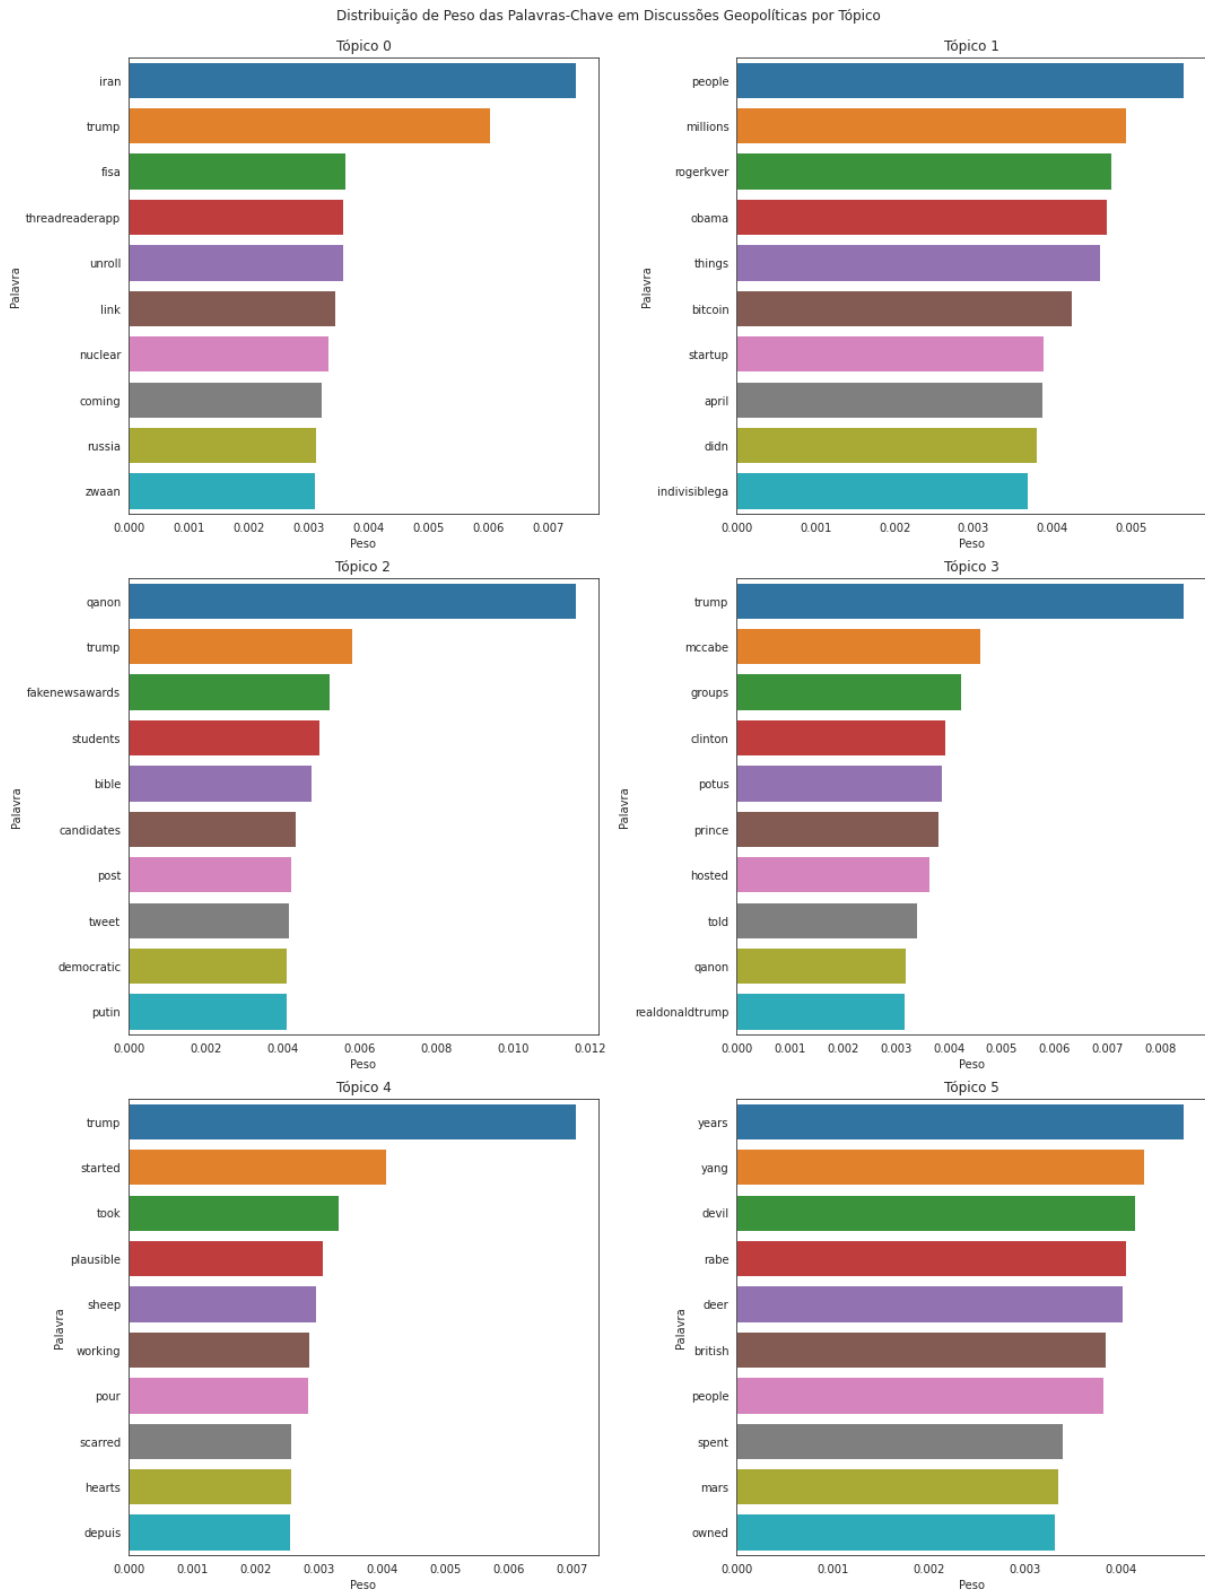 Distribuição de Peso das Palavras-Chave em Discussões Geopolíticas por Tópico
Tópico 0
Palavra
iran
trump
fisa
threadreaderapp
unroll
link
nuclear
coming
russia
zwaan
0.000 0.001 0.002 0.003 0.004 0.005 0.006 0.007
Peso
Tópico 1
Palavra
people
millions
rogerkver
obama
things
bitcoin
startup
april
didn
indivisiblega
0.000 0.001 0.002 0.003 0.004 0.005
Peso
Tópico 2
Palavra
qanon
trump
fakenewsawards
students
bible
candidates
post
tweet
democratic
putin
0.000 0.002 0.004 0.006 0.008 0.010 0.012
Peso
Tópico 3
Palavra
trump
mccabe
groups
clinton
potus
prince
hosted
told
qanon
realdonaldtrump
0.000 0.001 0.002 0.003 0.004 0.005 0.006 0.007 0.008
Peso
Tópico 4
Palavra
trump
started
took
plausible
sheep
working
pour
scarred
hearts
depuis
0.000 0.001 0.002 0.003 0.004 0.005 0.006 0.007
Peso
Tópico 5
Palavra
years
yang
devil
rabe
deer
british
people
spent
mars
owned
0.000 0.001 0.002 0.003 0.004
Peso